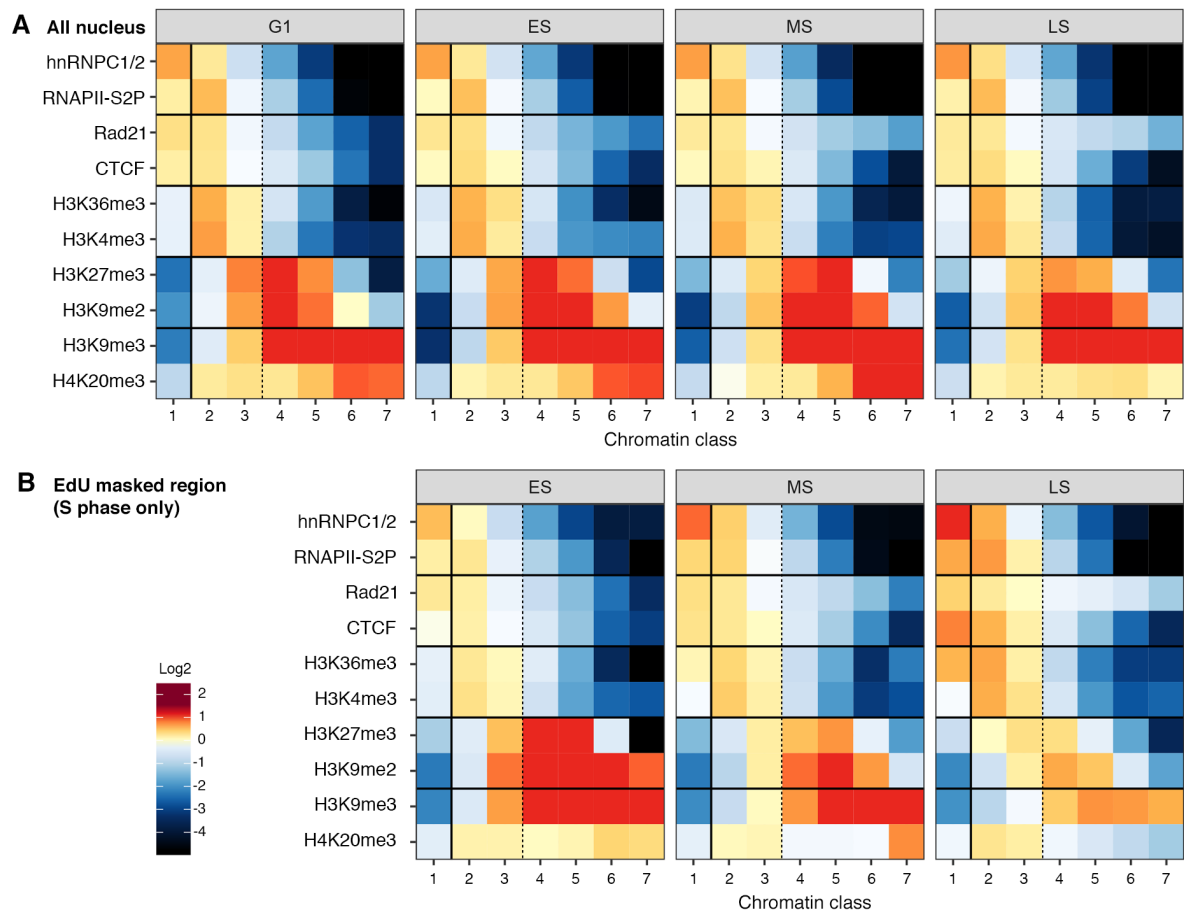 A All nucleus
G1 ES MS LS
hnRNPC1/2
RNAPII-S2P
Rad21
CTCF
H3K36me3
H3K4me3
H3K27me3
H3K9me2
H3K9me3
H4K20me3
1 2 3 4 5 6 7 1 2 3 4 5 6 7 1 2 3 4 5 6 7 1 2 3 4 5 6 7
Chromatin class
B EdU masked region
(S phase only)
ES MS LS
hnRNPC1/2
RNAPII-S2P
Rad21
CTCF
H3K36me3
H3K4me3
H3K27me3
H3K9me2
H3K9me3
H4K20me3
Log2
2
1
0
-1
-2
-3
-4
1 2 3 4 5 6 7 1 2 3 4 5 6 7 1 2 3 4 5 6 7
Chromatin class